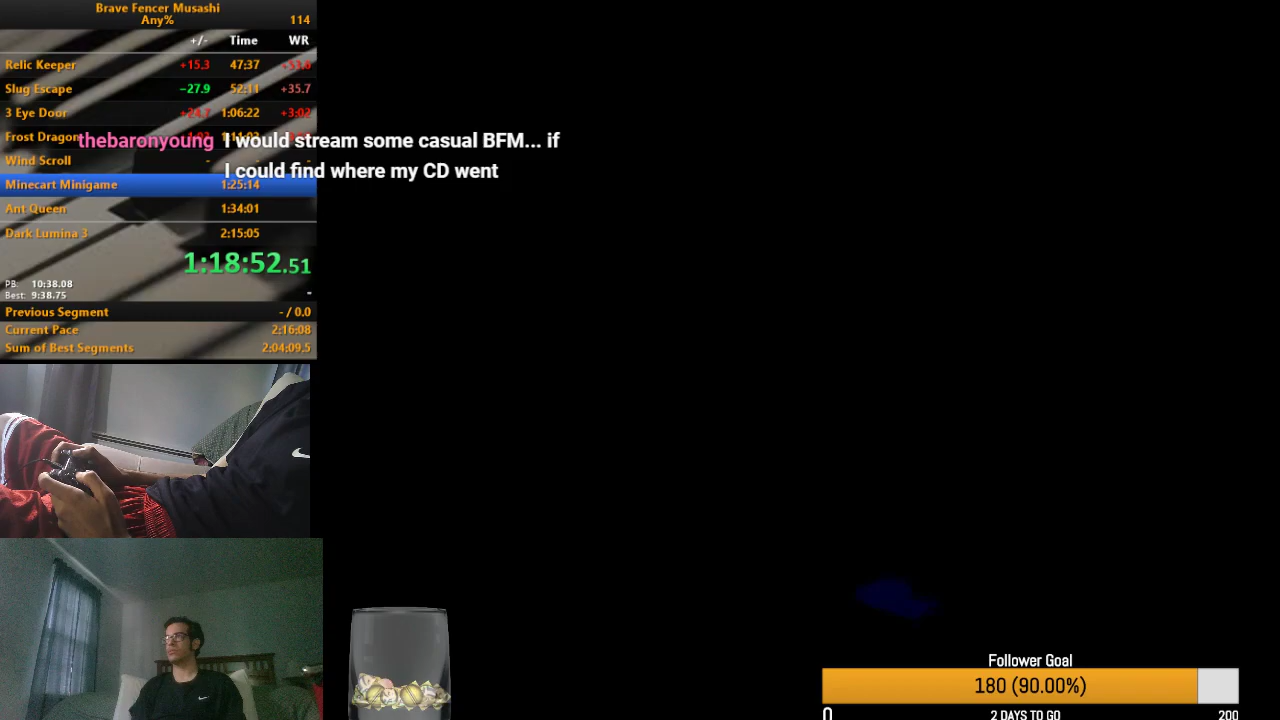 Brave Fencer Musashi
Any% 114
+/- Time WR
Relic Keeper +15.3 47:37
Slug Escape -27.9 52:11 +35.7
3 Eye Door +24.7 1:06:22 +3:02
Frost Dragon
thebaronyoung I would stream some casual BFM... if
I could find where my CD went
Wind Scroll - -
Minecart Minigame 1:25:14
Ant Queen 1:34:01
Dark Lumina 3 2:15:05
1:18:52.51
PB: 10:38.08
Best: 9:38.75 -
Previous Segment - / 0.0
Current Pace 2:16:08
Sum of Best Segments 2:04:09.5
Follower Goal
180 (90.00%)
0 2 DAYS TO GO 200